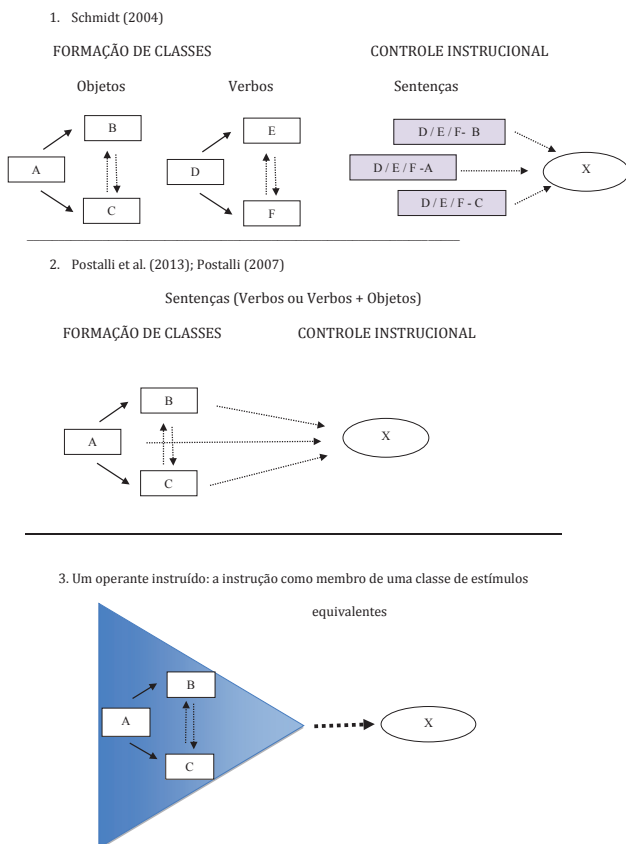 1. Schmidt (2004)
FORMAÇÃO DE CLASSES CONTROLE INSTRUCIONAL
Objetos Verbos Sentenças
B E D / E / F- B
A D D / E / F -A X
C F D / E / F - C
2. Postalli et al. (2013); Postalli (2007)
Sentenças (Verbos ou Verbos + Objetos)
FORMAÇÃO DE CLASSES CONTROLE INSTRUCIONAL
B
A X
C
3. Um operante instruído: a instrução como membro de uma classe de estímulos
equivalentes
B
A X
C